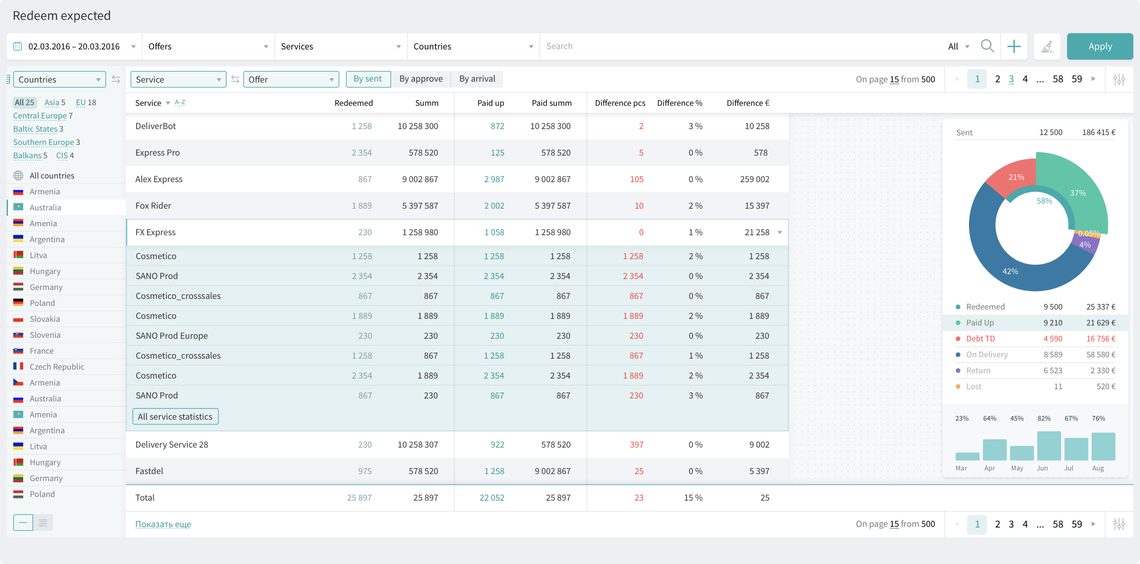 Redeem expected
02.03.2016 – 20.03.2016 Offers Services Countries Search All Apply
Countries
All 25 Asia 5 EU 18
Central Europe 7
Baltic States 3
Southern Europe 3
Balkans 5 CIS 4
All countries
Armenia
Australia
Amenia
Argentina
Litva
Hungary
Germany
Poland
Slovakia
Slovenia
France
Czech Republic
Armenia
Australia
Amenia
Argentina
Litva
Hungary
Germany
Poland
Service Offer By sent By approve By arrival On page 15 from 500 1 2 3 4 ... 58 59
Service A-Z Redeemed Summ Paid up Paid summ Difference pcs Difference % Difference €
DeliverBot 1 258 10 258 300 872 10 258 300 2 3 % 10 258
Express Pro 2 354 578 520 125 578 520 5 0 % 578
Alex Express 867 9 002 867 2 987 9 002 867 105 0 % 259 002
Fox Rider 1 889 5 397 587 2 002 5 397 587 10 2 % 15 397
FX Express 230 1 258 980 1 058 1 258 980 0 1 % 21 258
Cosmetico 1 258 1 258 1 258 1 258 1 258 2 % 1 258
SANO Prod 2 354 2 354 2 354 2 354 2 354 0 % 2 354
Cosmetico_crosssales 867 867 867 867 867 0 % 867
Cosmetico 1 889 1 889 1 889 1 889 1 889 2 % 1 889
SANO Prod Europe 230 230 230 230 230 0 % 230
Cosmetico_crosssales 1 258 867 1 258 867 867 1 % 1 258
Cosmetico 2 354 1 889 2 354 1 889 1 889 2 % 2 354
SANO Prod 867 230 867 230 230 3 % 867
All service statistics
Delivery Service 28 230 10 258 307 922 578 520 397 0 % 9 002
Fastdel 975 578 520 1 258 9 002 867 25 0 % 5 397
Total 25 897 25 897 22 052 25 897 23 15 % 25
Показать еще On page 15 from 500 1 2 3 4 ... 58 59
Sent 12 500 186 415 €
21%
37%
58%
0.05%
4%
42%
Redeemed 9 500 25 337 €
Paid Up 9 210 21 629 €
Debt TD 4 590 16 756 €
On Delivery 8 589 58 580 €
Return 6 523 2 330 €
Lost 11 520 €
23% 64% 45% 82% 67% 76%
Mar Apr May Jun Jul Aug